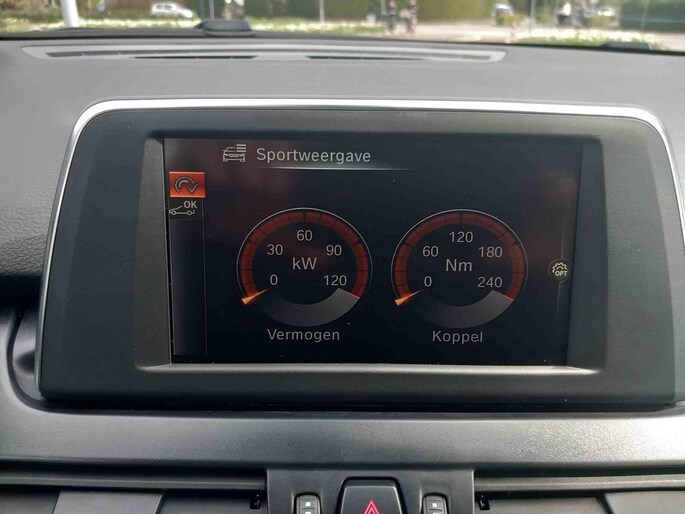 Sportweergave
OK
60
30 90
kW
0 120
Vermogen
120
60 180
Nm
0 240
Koppel
OPT